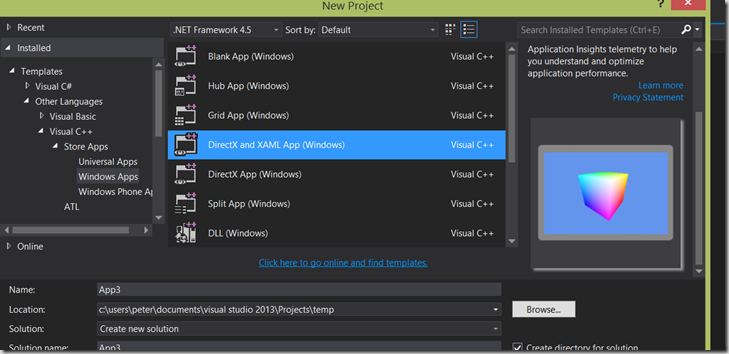 New Project
? ×
Recent
Installed
Templates
Visual C#
Other Languages
Visual Basic
Visual C++
Store Apps
Universal Apps
Windows Apps
Windows Phone Ap
ATL
Online
.NET Framework 4.5 Sort by: Default
Blank App (Windows) Visual C++
Hub App (Windows) Visual C++
Grid App (Windows) Visual C++
DirectX and XAML App (Windows) Visual C++
DirectX App (Windows) Visual C++
Split App (Windows) Visual C++
DLL (Windows) Visual C++
Click here to go online and find templates.
Search Installed Templates (Ctrl+E)
Application Insights telemetry to help
you understand and optimize
application performance.
Learn more
Privacy Statement
Name: App3
Location: c:\users\peter\documents\visual studio 2013\Projects\temp Browse...
Solution: Create new solution
Solution name: App3 Create directory for solution